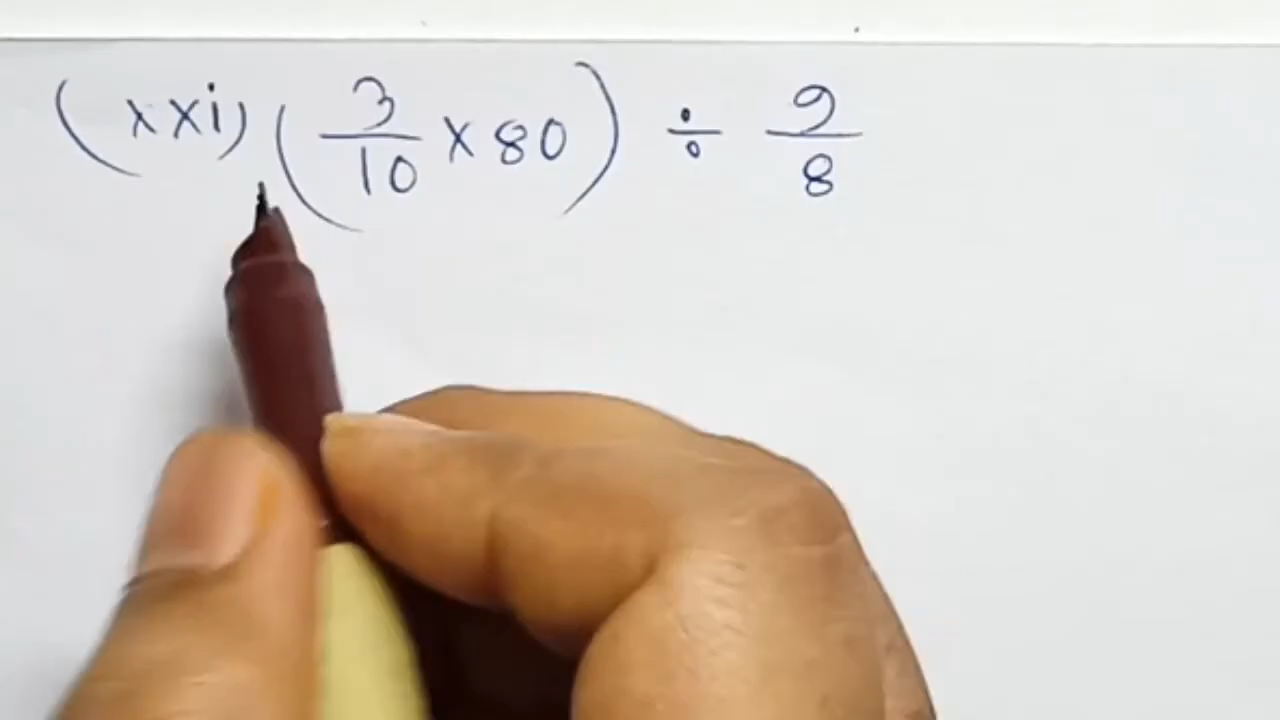 (xxi) (3/10 × 80) ÷ 9/8